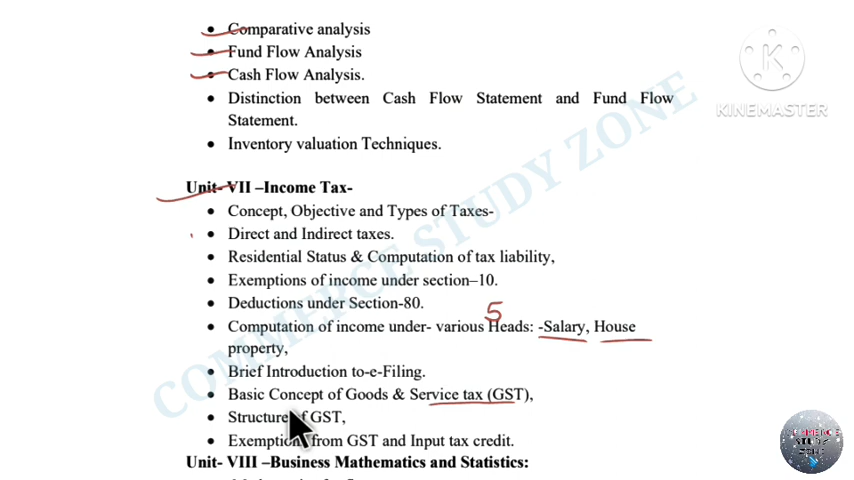 Comparative analysis
Fund Flow Analysis
Cash Flow Analysis.
Distinction between Cash Flow Statement and Fund Flow
Statement.
Inventory valuation Techniques.
Unit- VII –Income Tax-
Concept, Objective and Types of Taxes-
Direct and Indirect taxes.
Residential Status & Computation of tax liability,
Exemptions of income under section–10.
Deductions under Section-80.
5
Computation of income under- various Heads: -Salary, House
property,
Brief Introduction to-e-Filing.
Basic Concept of Goods & Service tax (GST),
Structure of GST,
Exemptions from GST and Input tax credit.
Unit- VIII –Business Mathematics and Statistics:
COMMERCE STUDY ZONE
K
KINEMASTER
COMMERCE
STUDY
ZONE